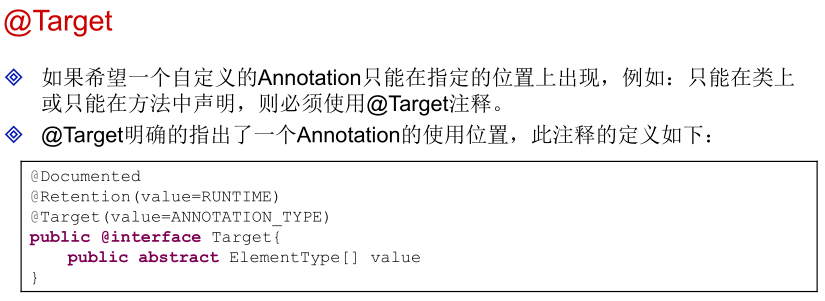 @Target
如果希望一个自定义的Annotation只能在指定的位置上出现，例如：只能在类上
或只能在方法中声明，则必须使用@Target注释。
@Target明确的指出了一个Annotation的使用位置，此注释的定义如下：
@Documented
@Retention(value=RUNTIME)
@Target(value=ANNOTATION_TYPE)
public @interface Target{
    public abstract ElementType[] value
}